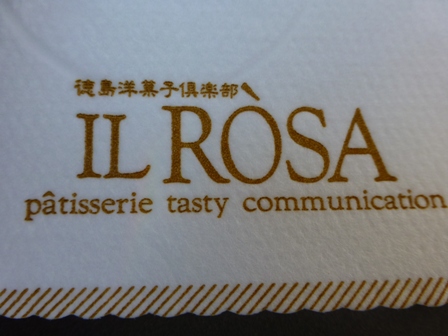 徳島洋菓子倶楽部
IL ROSA
pâtisserie tasty communication